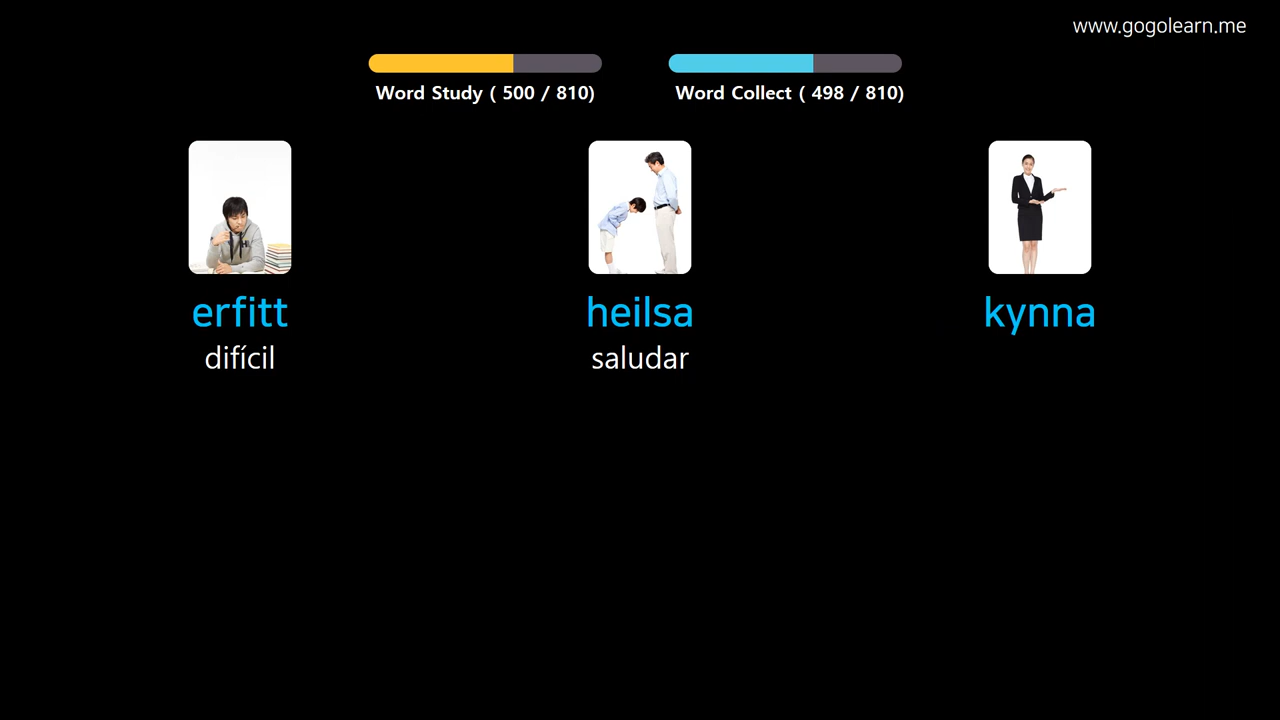 www.gogolearn.me
Word Study ( 500 / 810)
Word Collect ( 498 / 810)
erfitt
heilsa
kynna
difícil
saludar